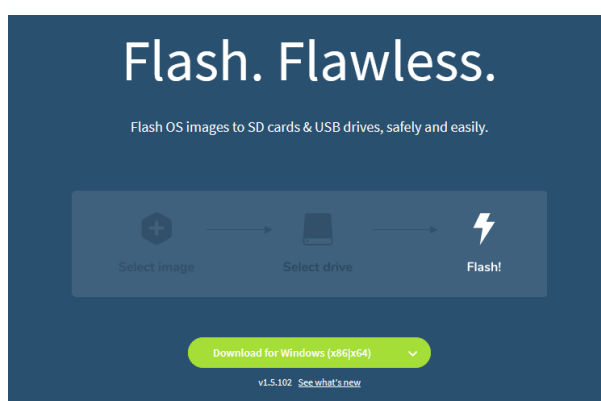 Flash. Flawless.
Flash OS images to SD cards & USB drives, safely and easily.
Select image
Select drive
Flash!
Download for Windows (x86|x64)
v1.5.102 See what's new